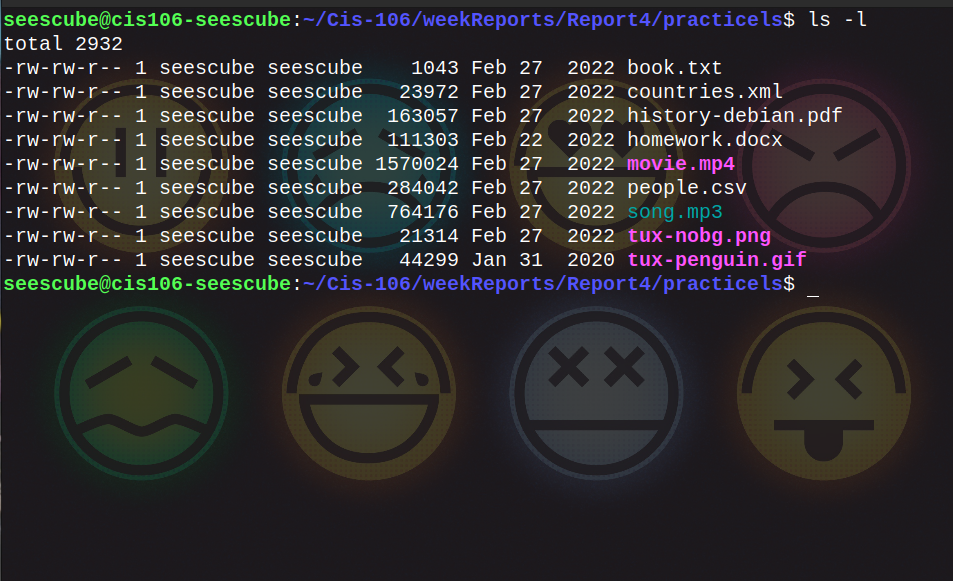 seescube@cis106-seescube:~/Cis-106/weekReports/Report4/practicels$ ls -l
total 2932
-rw-rw-r-- 1 seescube seescube    1043 Feb 27  2022 book.txt
-rw-rw-r-- 1 seescube seescube   23972 Feb 27  2022 countries.xml
-rw-rw-r-- 1 seescube seescube  163057 Feb 27  2022 history-debian.pdf
-rw-rw-r-- 1 seescube seescube  111303 Feb 22  2022 homework.docx
-rw-rw-r-- 1 seescube seescube 1570024 Feb 27  2022 movie.mp4
-rw-rw-r-- 1 seescube seescube  284042 Feb 27  2022 people.csv
-rw-rw-r-- 1 seescube seescube  764176 Feb 27  2022 song.mp3
-rw-rw-r-- 1 seescube seescube   21314 Feb 27  2022 tux-nobg.png
-rw-rw-r-- 1 seescube seescube   44299 Jan 31  2020 tux-penguin.gif
seescube@cis106-seescube:~/Cis-106/weekReports/Report4/practicels$ _